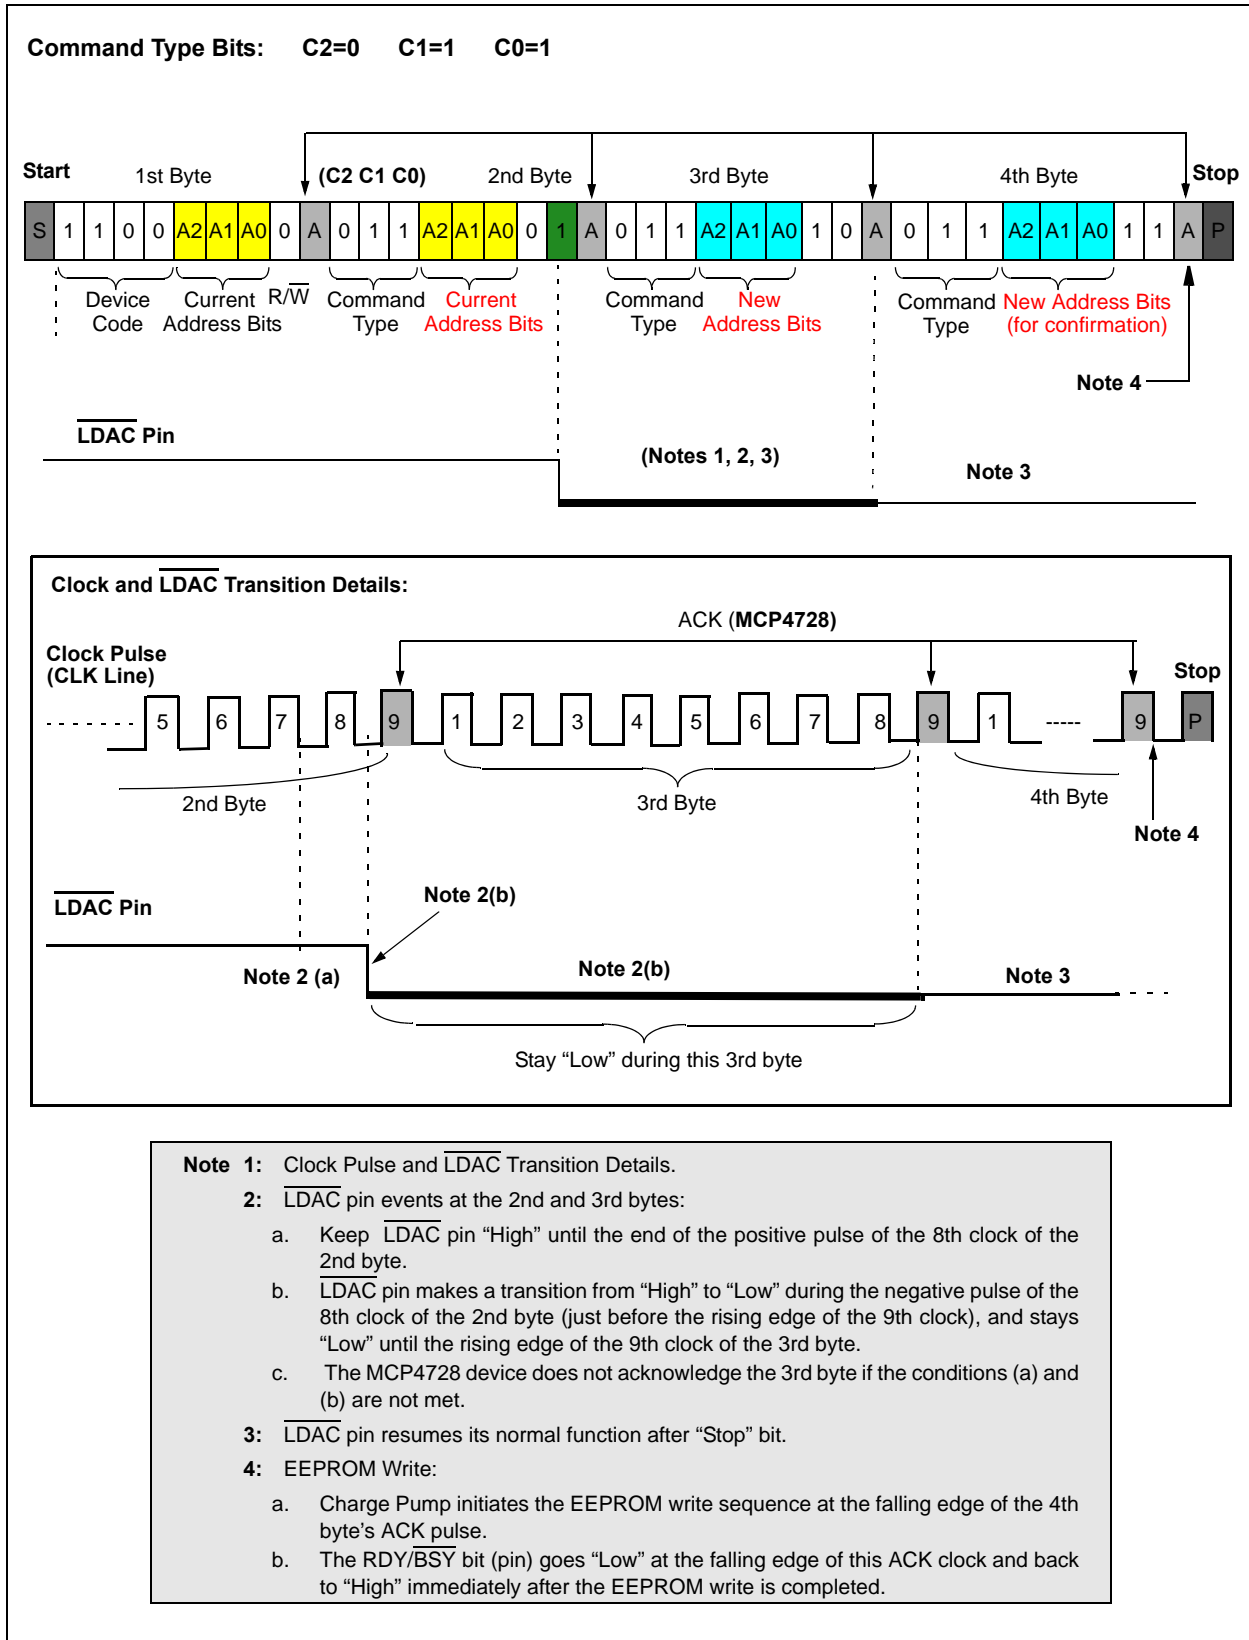 Command Type Bits: C2=0 C1=1 C0=1
Start 1st Byte (C2 C1 C0) 2nd Byte 3rd Byte 4th Byte Stop
S 1 1 0 0 A2 A1 A0 0 A 0 1 1 A2 A1 A0 0 1 A 0 1 1 A2 A1 A0 1 0 A 0 1 1 A2 A1 A0 1 1 A P
Device Current R/W Command Current Command New Command New Address Bits
Code Address Bits Type Address Bits Type Address Bits Type (for confirmation)
Note 4
LDAC Pin
(Notes 1, 2, 3)
Note 3
Clock and LDAC Transition Details:
ACK (MCP4728)
Clock Pulse
(CLK Line)
Stop
5 6 7 8 9 1 2 3 4 5 6 7 8 9 1 ----- 9 P
2nd Byte 3rd Byte 4th Byte
Note 4
Note 2(b)
LDAC Pin
Note 2 (a) Note 2(b) Note 3
Stay “Low” during this 3rd byte
Note 1: Clock Pulse and LDAC Transition Details.
2: LDAC pin events at the 2nd and 3rd bytes:
a. Keep LDAC pin “High” until the end of the positive pulse of the 8th clock of the
2nd byte.
b. LDAC pin makes a transition from “High” to “Low” during the negative pulse of the
8th clock of the 2nd byte (just before the rising edge of the 9th clock), and stays
“Low” until the rising edge of the 9th clock of the 3rd byte.
c. The MCP4728 device does not acknowledge the 3rd byte if the conditions (a) and
(b) are not met.
3: LDAC pin resumes its normal function after “Stop” bit.
4: EEPROM Write:
a. Charge Pump initiates the EEPROM write sequence at the falling edge of the 4th
byte’s ACK pulse.
b. The RDY/BSY bit (pin) goes “Low” at the falling edge of this ACK clock and back
to “High” immediately after the EEPROM write is completed.